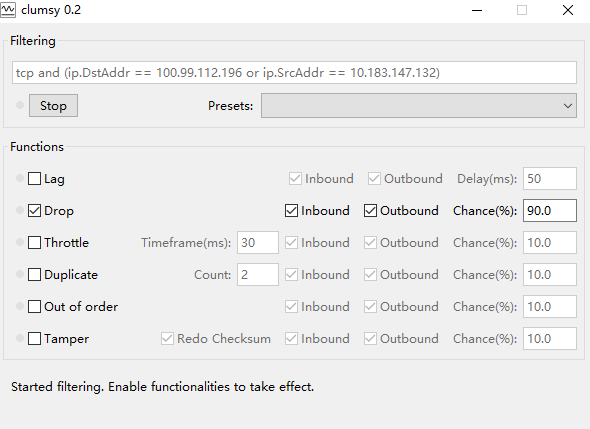 clumsy 0.2
Filtering
tcp and (ip.DstAddr == 100.99.112.196 or ip.SrcAddr == 10.183.147.132)
Stop Presets:
Functions
Lag Inbound Outbound Delay(ms): 50
Drop Inbound Outbound Chance(%): 90.0
Throttle Timeframe(ms): 30 Inbound Outbound Chance(%): 10.0
Duplicate Count: 2 Inbound Outbound Chance(%): 10.0
Out of order Inbound Outbound Chance(%): 10.0
Tamper Redo Checksum Inbound Outbound Chance(%): 10.0
Started filtering. Enable functionalities to take effect.